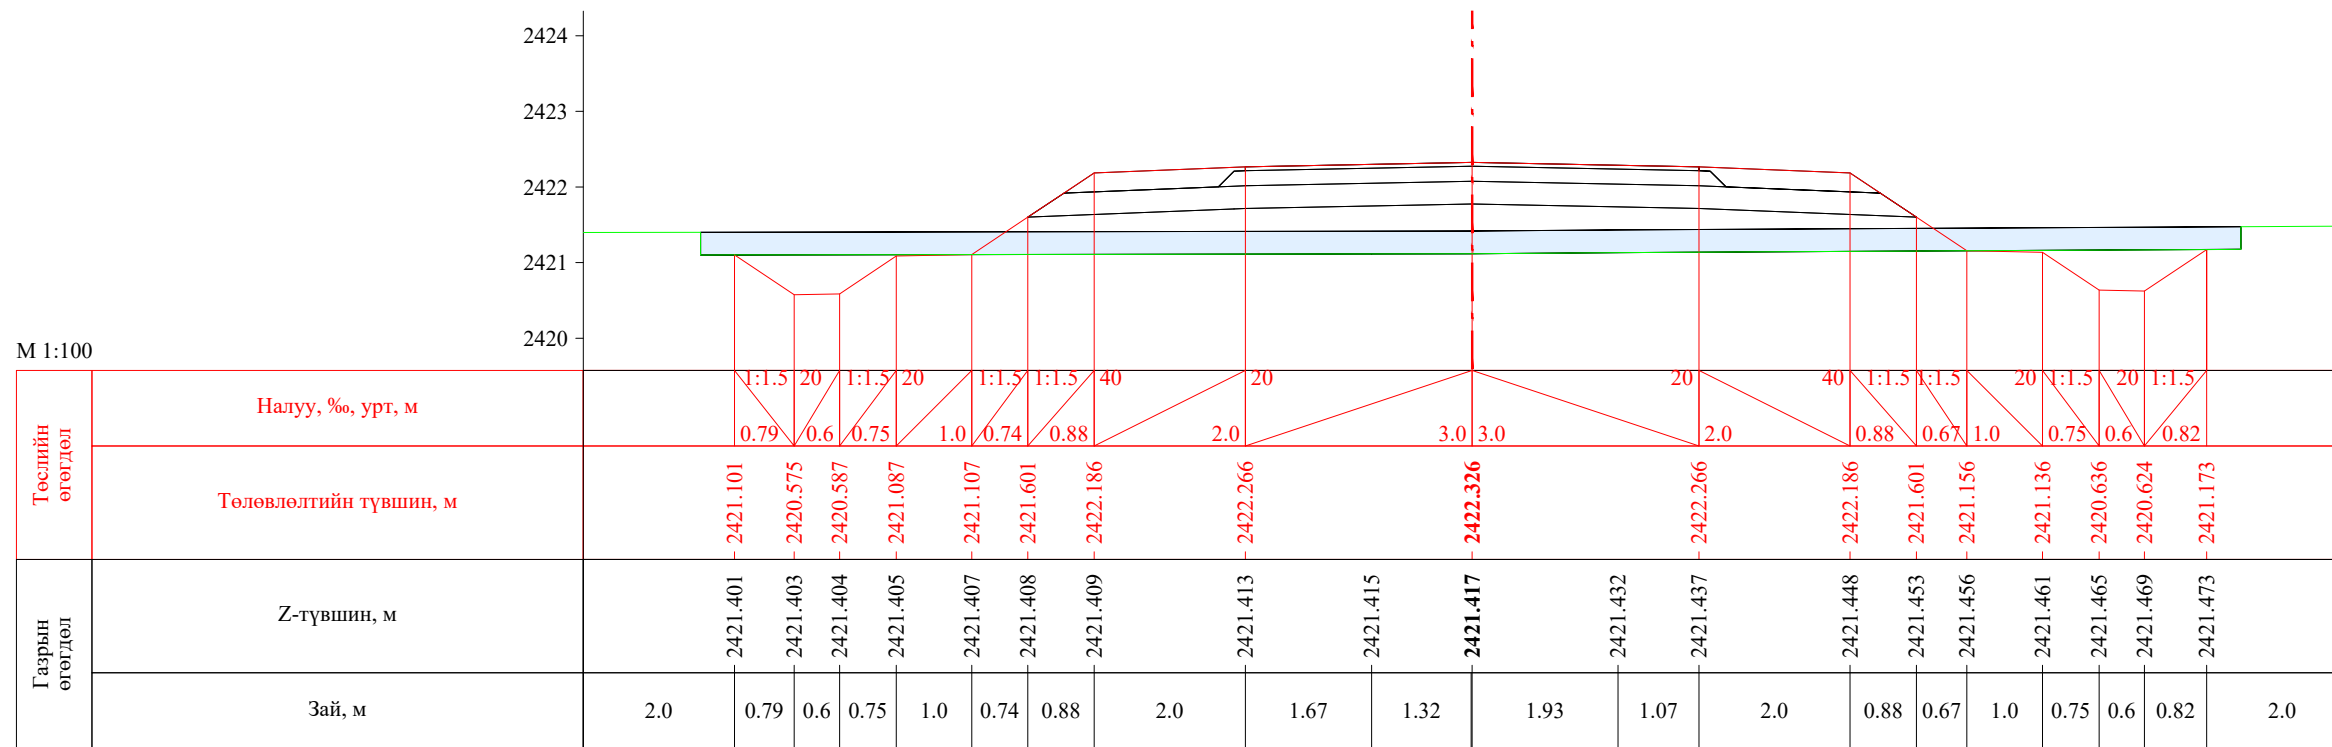 2424
2423
2422
2421
2420
М 1:100
Төслийн өгөгдөл
Налуу, ‰, урт, м
1:1.5 20 1:1.5 20 1:1.5 1:1.5 40 20 20 40 1:1.5 1:1.5 20 1:1.5 20 1:1.5
0.79 0.6 0.75 1.0 0.74 0.88 2.0 3.0 3.0 2.0 0.88 0.67 1.0 0.75 0.6 0.82
Төлөвлөлтийн түвшин, м
2421.101 2420.575 2420.587 2421.087 2421.107 2421.601 2422.186 2422.266 2422.326 2422.266 2422.186 2421.601 2421.156 2421.136 2420.636 2420.624 2421.173
Газрын өгөгдөл
Z-түвшин, м
2421.401 2421.403 2421.404 2421.405 2421.407 2421.408 2421.409 2421.413 2421.415 2421.417 2421.432 2421.437 2421.448 2421.453 2421.456 2421.461 2421.465 2421.469 2421.473
Зай, м
2.0 0.79 0.6 0.75 1.0 0.74 0.88 2.0 1.67 1.32 1.93 1.07 2.0 0.88 0.67 1.0 0.75 0.6 0.82 2.0